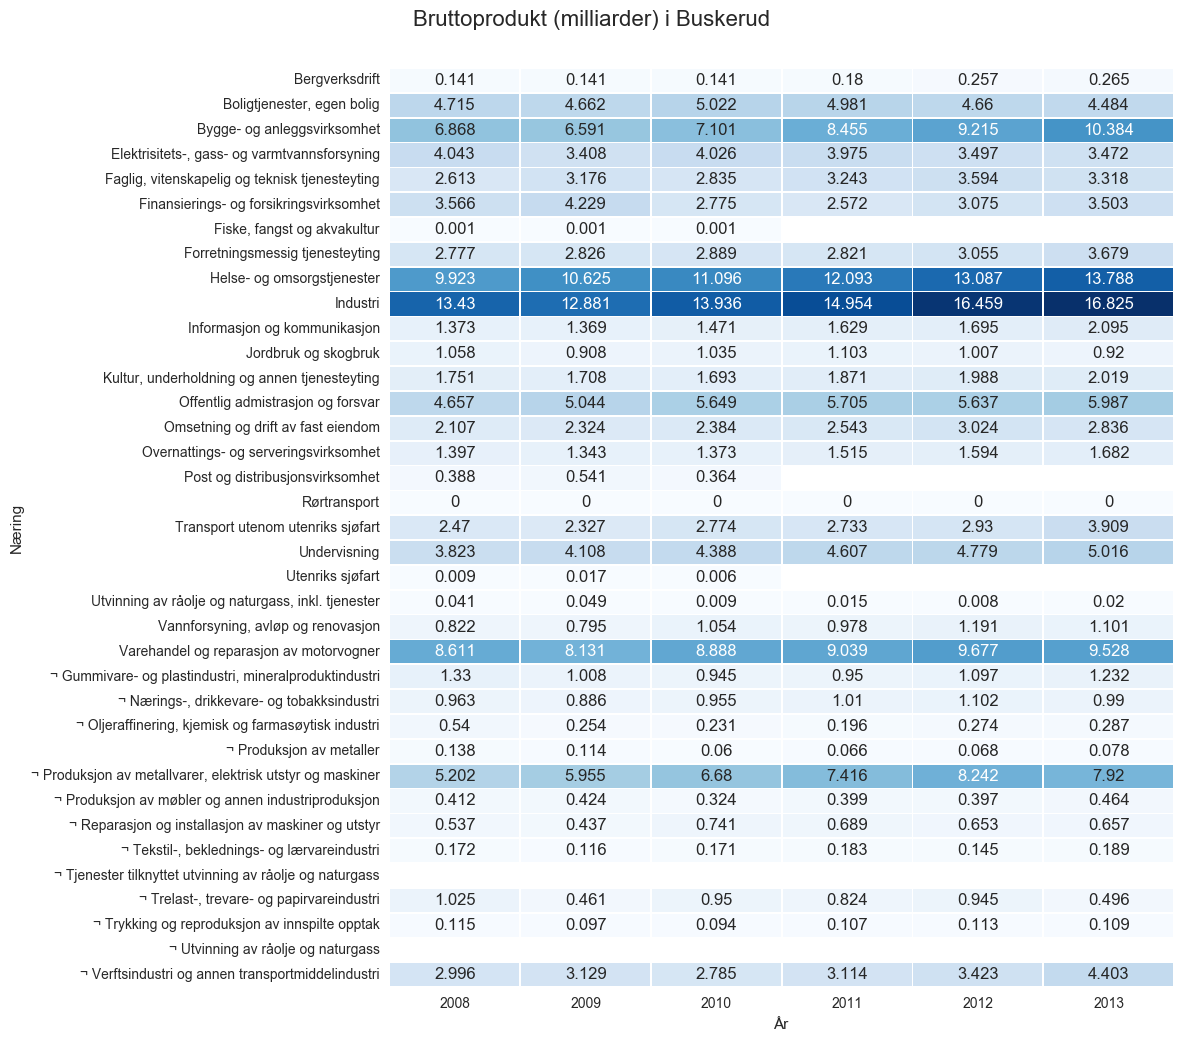 Bruttoprodukt (milliarder) i Buskerud
Bergverksdrift 0.141 0.141 0.141 0.18 0.257 0.265
Boligtjenester, egen bolig 4.715 4.662 5.022 4.981 4.66 4.484
Bygge- og anleggsvirksomhet 6.868 6.591 7.101 8.455 9.215 10.384
Elektrisitets-, gass- og varmtvannsforsyning 4.043 3.408 4.026 3.975 3.497 3.472
Faglig, vitenskapelig og teknisk tjenesteyting 2.613 3.176 2.835 3.243 3.594 3.318
Finansierings- og forsikringsvirksomhet 3.566 4.229 2.775 2.572 3.075 3.503
Fiske, fangst og akvakultur 0.001 0.001 0.001
Forretningsmessig tjenesteyting 2.777 2.826 2.889 2.821 3.055 3.679
Helse- og omsorgstjenester 9.923 10.625 11.096 12.093 13.087 13.788
Industri 13.43 12.881 13.936 14.954 16.459 16.825
Informasjon og kommunikasjon 1.373 1.369 1.471 1.629 1.695 2.095
Jordbruk og skogbruk 1.058 0.908 1.035 1.103 1.007 0.92
Kultur, underholdning og annen tjenesteyting 1.751 1.708 1.693 1.871 1.988 2.019
Offentlig admistrasjon og forsvar 4.657 5.044 5.649 5.705 5.637 5.987
Omsetning og drift av fast eiendom 2.107 2.324 2.384 2.543 3.024 2.836
Overnattings- og serveringsvirksomhet 1.397 1.343 1.373 1.515 1.594 1.682
Post og distribusjonsvirksomhet 0.388 0.541 0.364
Rørtransport 0 0 0 0 0 0
Transport utenom utenriks sjøfart 2.47 2.327 2.774 2.733 2.93 3.909
Undervisning 3.823 4.108 4.388 4.607 4.779 5.016
Utenriks sjøfart 0.009 0.017 0.006
Utvinning av råolje og naturgass, inkl. tjenester 0.041 0.049 0.009 0.015 0.008 0.02
Vannforsyning, avløp og renovasjon 0.822 0.795 1.054 0.978 1.191 1.101
Varehandel og reparasjon av motorvogner 8.611 8.131 8.888 9.039 9.677 9.528
¬ Gummivare- og plastindustri, mineralproduktindustri 1.33 1.008 0.945 0.95 1.097 1.232
¬ Nærings-, drikkevare- og tobakksindustri 0.963 0.886 0.955 1.01 1.102 0.99
¬ Oljeraffinering, kjemisk og farmasøytisk industri 0.54 0.254 0.231 0.196 0.274 0.287
¬ Produksjon av metaller 0.138 0.114 0.06 0.066 0.068 0.078
¬ Produksjon av metallvarer, elektrisk utstyr og maskiner 5.202 5.955 6.68 7.416 8.242 7.92
¬ Produksjon av møbler og annen industriproduksjon 0.412 0.424 0.324 0.399 0.397 0.464
¬ Reparasjon og installasjon av maskiner og utstyr 0.537 0.437 0.741 0.689 0.653 0.657
¬ Tekstil-, beklednings- og lærvareindustri 0.172 0.116 0.171 0.183 0.145 0.189
¬ Tjenester tilknyttet utvinning av råolje og naturgass
¬ Trelast-, trevare- og papirvareindustri 1.025 0.461 0.95 0.824 0.945 0.496
¬ Trykking og reproduksjon av innspilte opptak 0.115 0.097 0.094 0.107 0.113 0.109
¬ Utvinning av råolje og naturgass
¬ Verftsindustri og annen transportmiddelindustri 2.996 3.129 2.785 3.114 3.423 4.403
2008 2009 2010 2011 2012 2013
År
Næring